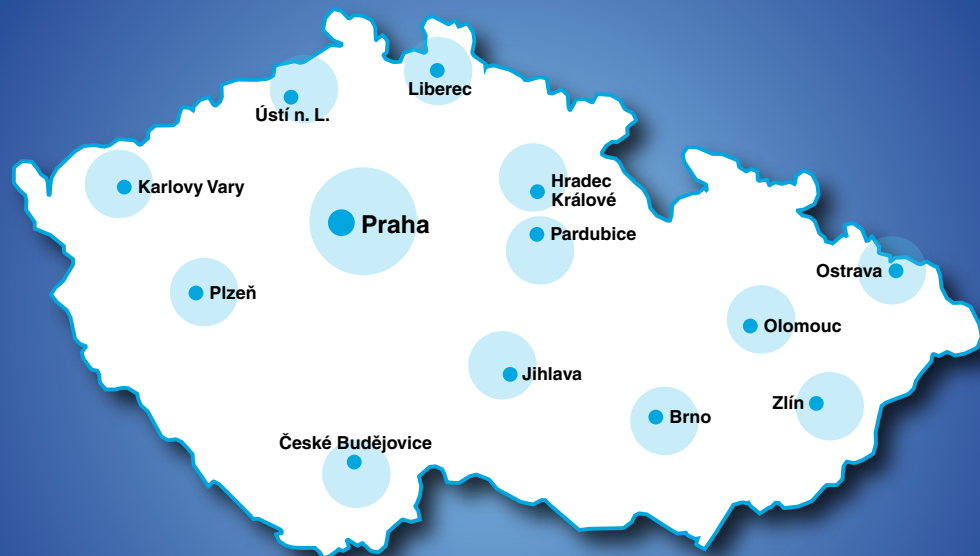 Liberec
Ústí n. L.
Karlovy Vary
Hradec
Králové
Praha
Pardubice
Ostrava
Plzeň
Olomouc
Jihlava
Zlín
Brno
České Budějovice